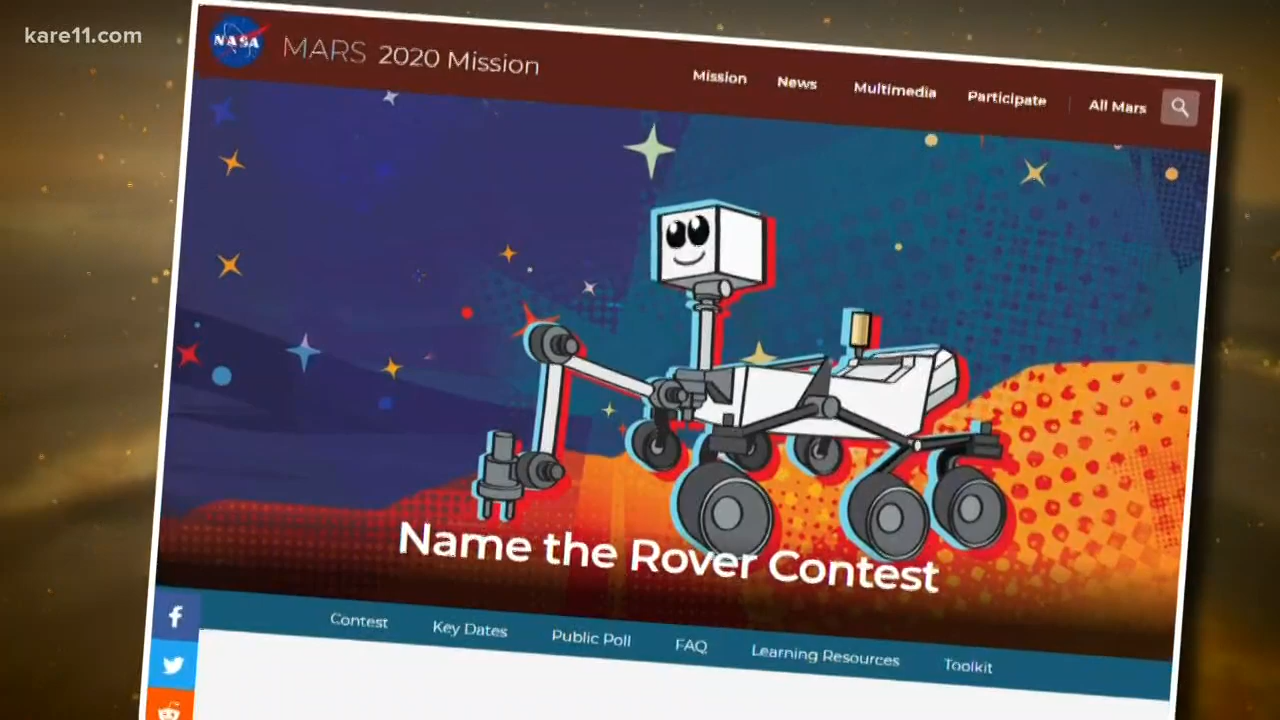 kare11.com
NASA
MARS 2020 Mission
Mission News Multimedia Participate All Mars
Name the Rover Contest
Contest Key Dates Public Poll FAQ Learning Resources Toolkit